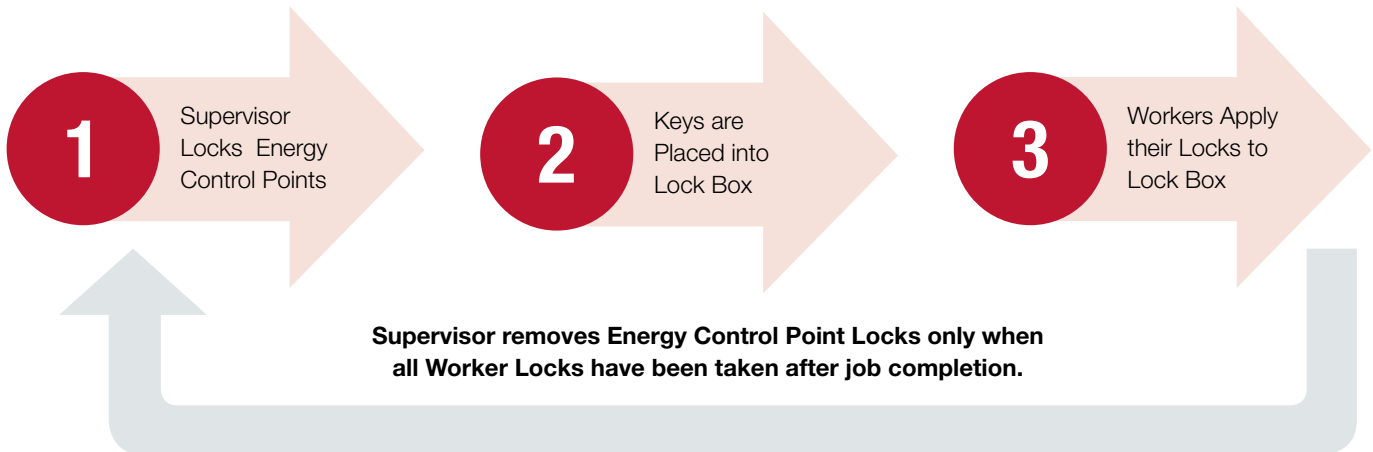 1
Supervisor
Locks Energy
Control Points
2
Keys are
Placed into
Lock Box
3
Workers Apply
their Locks to
Lock Box
Supervisor removes Energy Control Point Locks only when
all Worker Locks have been taken after job completion.